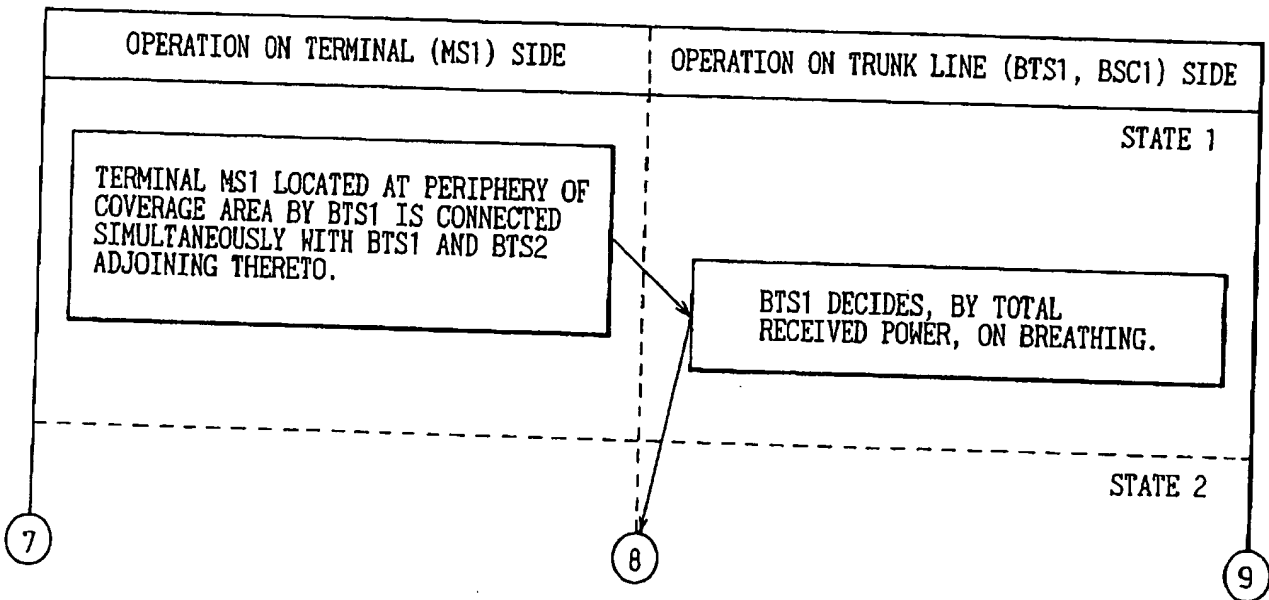 OPERATION ON TERMINAL (MS1) SIDE
OPERATION ON TRUNK LINE (BTS1, BSC1) SIDE
STATE 1
TERMINAL MS1 LOCATED AT PERIPHERY OF
COVERAGE AREA BY BTS1 IS CONNECTED
SIMULTANEOUSLY WITH BTS1 AND BTS2
ADJOINING THERETO.
BTS1 DECIDES, BY TOTAL
RECEIVED POWER, ON BREATHING.
STATE 2
7
8
9